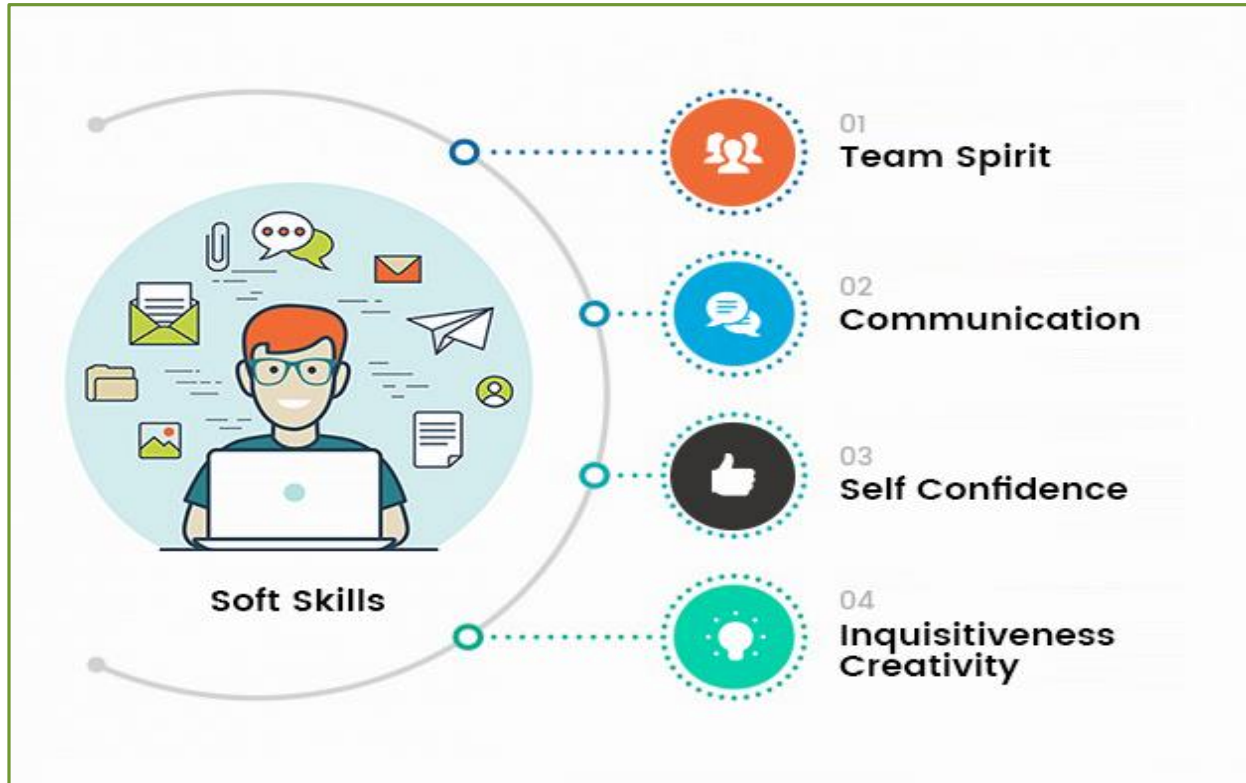 01
Team Spirit
02
Communication
03
Self Confidence
04
Inquisitiveness
Creativity
Soft Skills